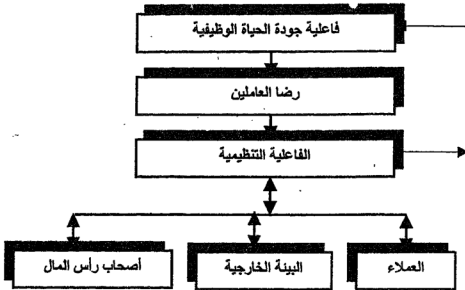 فاعلية جودة الحياة الوظيفية
رضا العاملين
الفاعلية التنظيمية
العملاء
البيئة الخارجية
أصحاب رأس المال